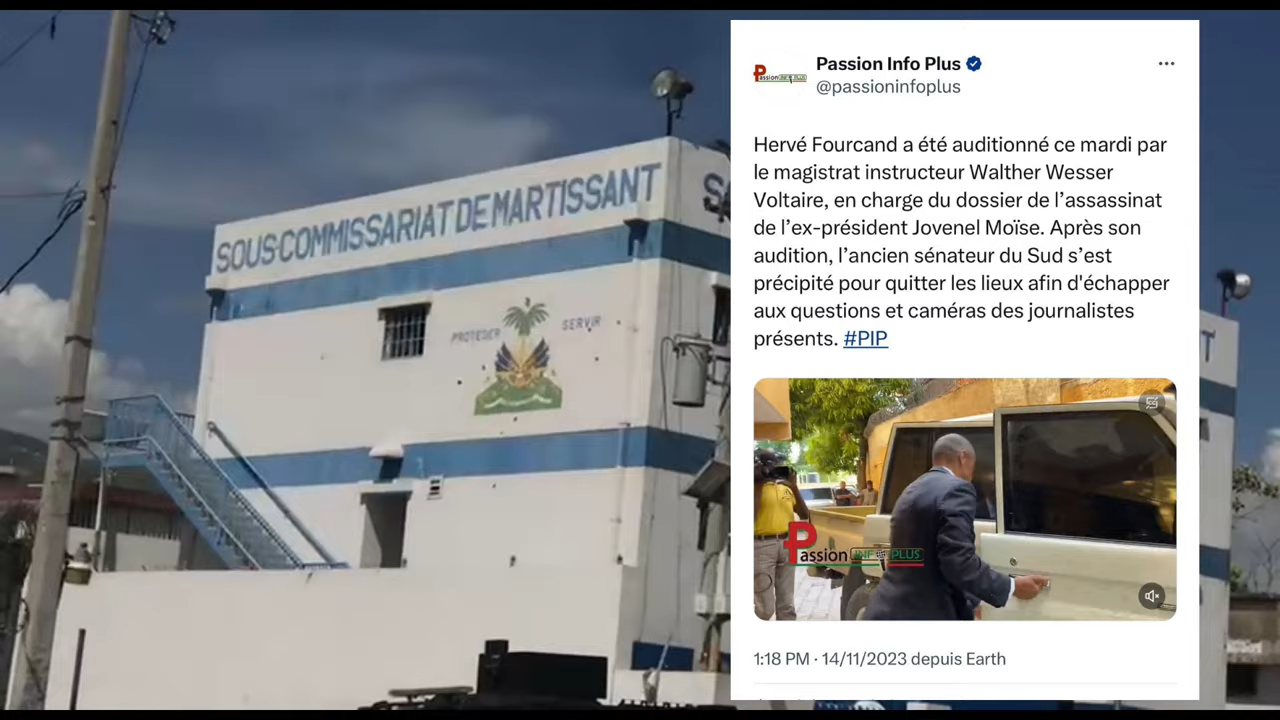 SOUS-COMMISSARIAT DE MARTISSANT
PROTEGER SERVIR
Passion Info Plus
@passioninfoplus
Hervé Fourcand a été auditionné ce mardi par
le magistrat instructeur Walther Wesser
Voltaire, en charge du dossier de l’assassinat
de l’ex-président Jovenel Moïse. Après son
audition, l’ancien sénateur du Sud s’est
précipité pour quitter les lieux afin d'échapper
aux questions et caméras des journalistes
présents. #PIP
Passion INFO PLUS
1:18 PM · 14/11/2023 depuis Earth